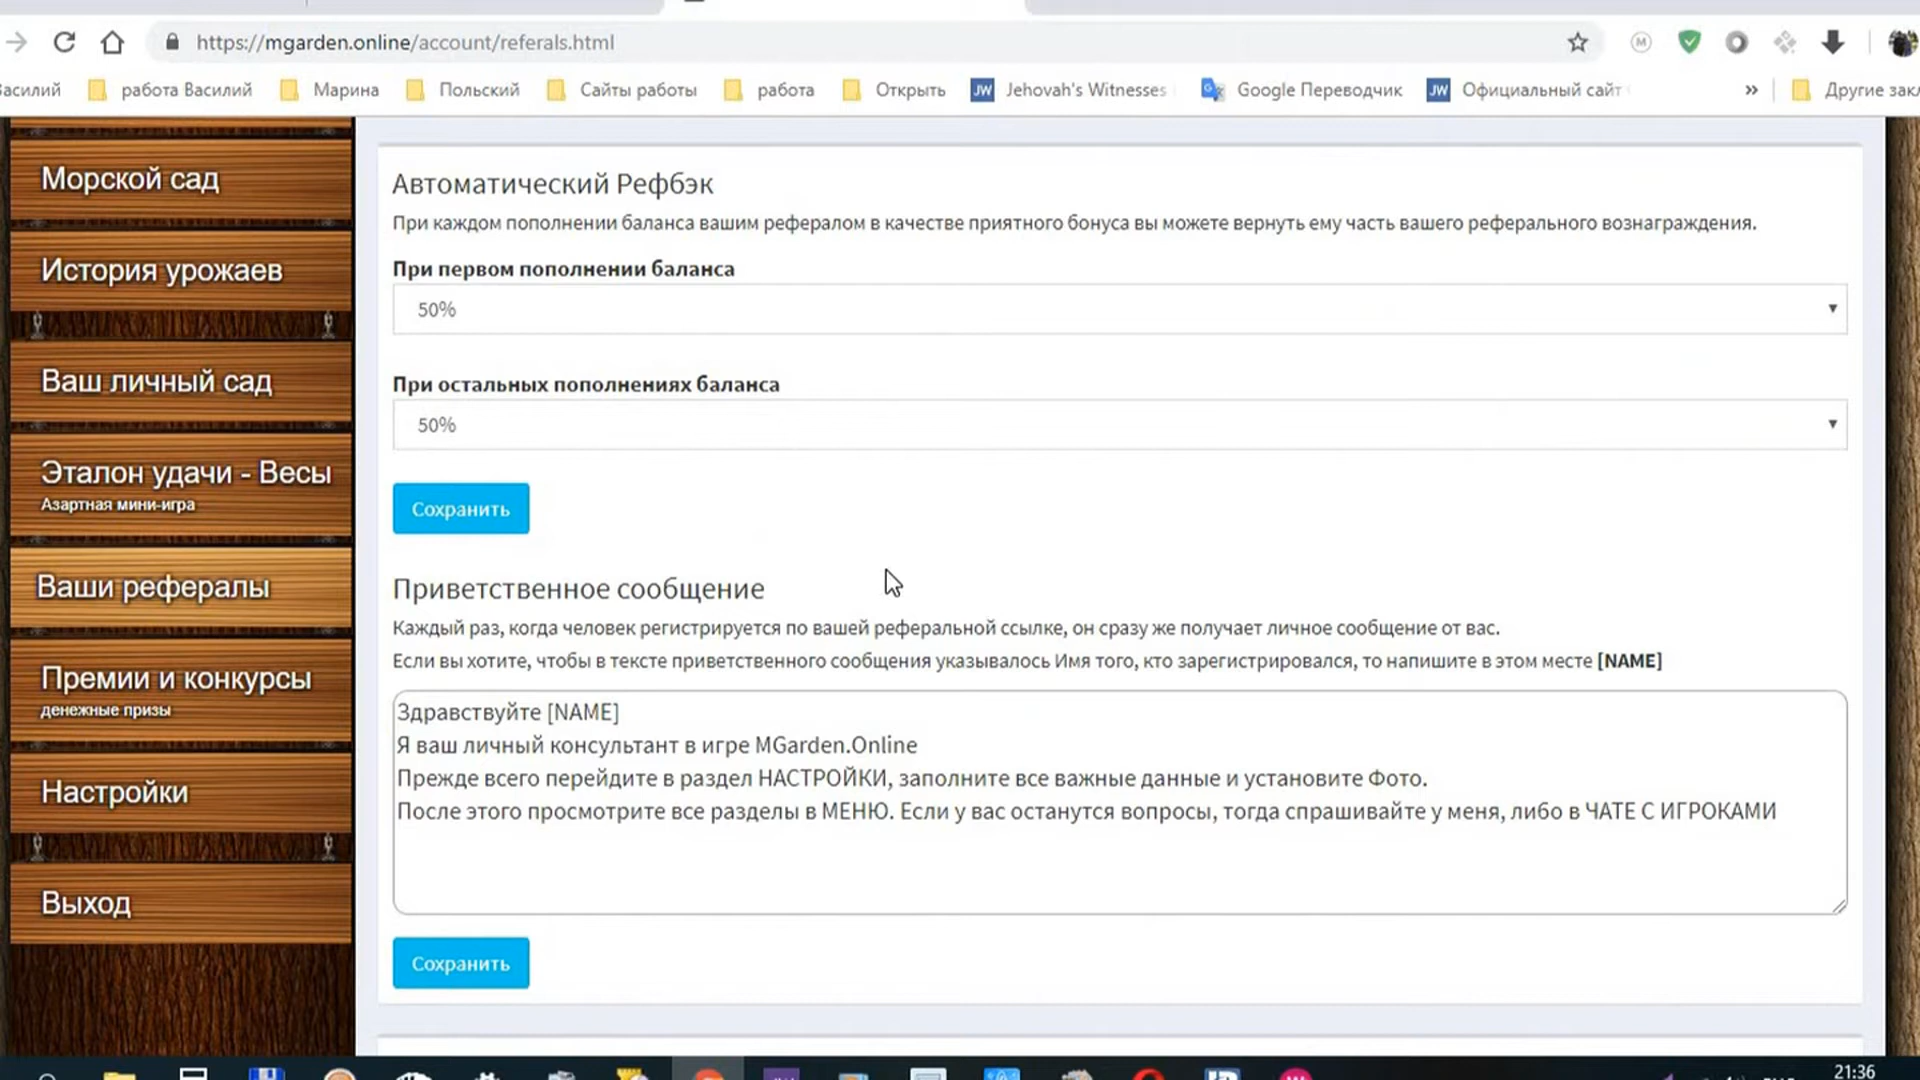 https://mgarden.online/account/referals.html
асилий
работа Василий
Марина
Польский
Сайты работы
работа
Открыть
JW
Jehovah's Witnesses
Google Переводчик
JW
Официальный сайт
»
Другие зак
Морской сад
История урожаев
Ваш личный сад
Эталон удачи - Весы
Азартная мини-игра
Ваши рефералы
Премии и конкурсы
денежные призы
Настройки
Выход
Автоматический Рефбэк
При каждом пополнении баланса вашим рефералом в качестве приятного бонуса вы можете вернуть ему часть вашего реферального вознаграждения.
При первом пополнении баланса
50%
При остальных пополнениях баланса
50%
Сохранить
Приветственное сообщение
Каждый раз, когда человек регистрируется по вашей реферальной ссылке, он сразу же получает личное сообщение от вас.
Если вы хотите, чтобы в тексте приветственного сообщения указывалось Имя того, кто зарегистрировался, то напишите в этом месте [NAME]
Здравствуйте [NAME]
Я ваш личный консультант в игре MGarden.Online
Прежде всего перейдите в раздел НАСТРОЙКИ, заполните все важные данные и установите Фото.
После этого просмотрите все разделы в МЕНЮ. Если у вас останутся вопросы, тогда спрашивайте у меня, либо в ЧАТЕ С ИГРОКАМИ
Сохранить
21:36